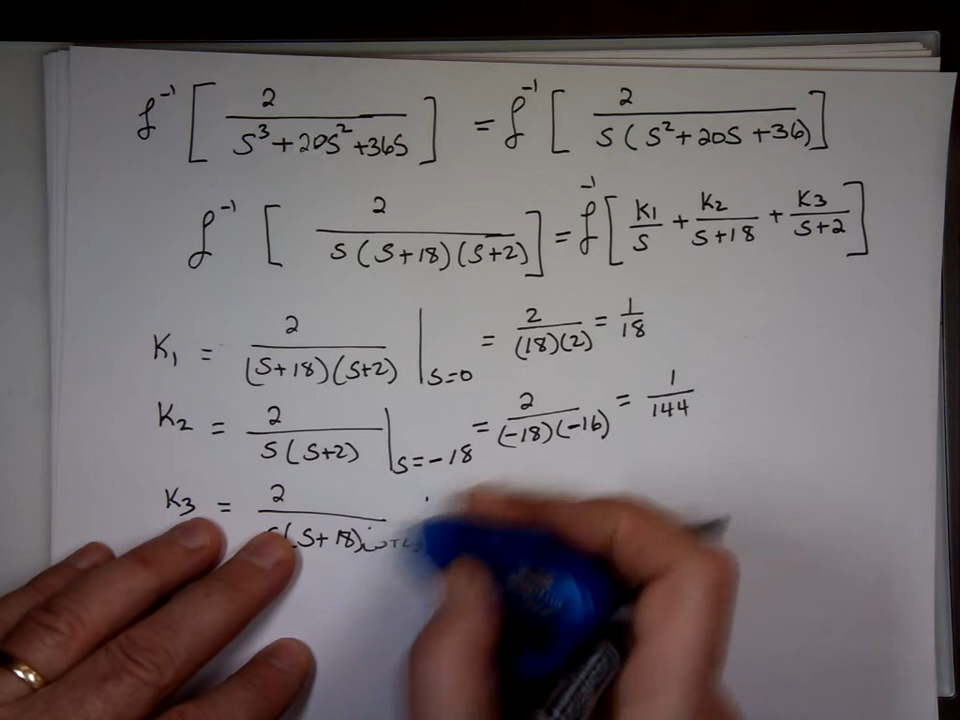 ℒ⁻¹ [ 2 / (S³+20S²+36S) ] = ℒ⁻¹ [ 2 / (S(S²+20S+36)) ]
ℒ⁻¹ [ 2 / (S(S+18)(S+2)) ] = ℒ⁻¹ [ K₁/S + K₂/(S+18) + K₃/(S+2) ]
K₁ = 2 / ((S+18)(S+2)) |S=0 = 2/((18)(2)) = 1/18
K₂ = 2 / (S(S+2)) |S=-18 = 2/((-18)(-16)) = 1/144
K₃ = 2 / (S(S+18))